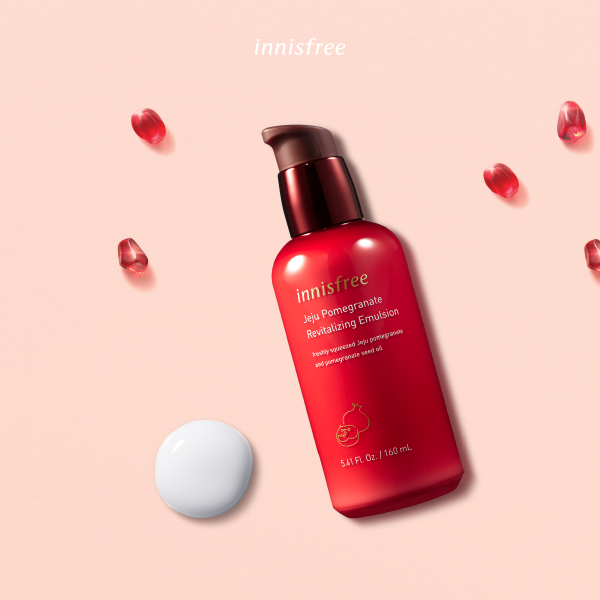 innisfree
innisfree
Jeju Pomegranate
Revitalizing Emulsion
freshly squeezed Jeju pomegranate
and pomegranate seed oil
5.41 Fl. Oz. / 160 mL